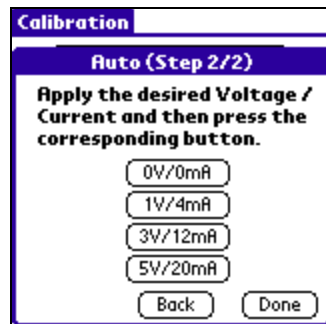 Calibration
Auto (Step 2/2)
Apply the desired Voltage /
Current and then press the
corresponding button.
0V/0mA
1V/4mA
3V/12mA
5V/20mA
Back Done